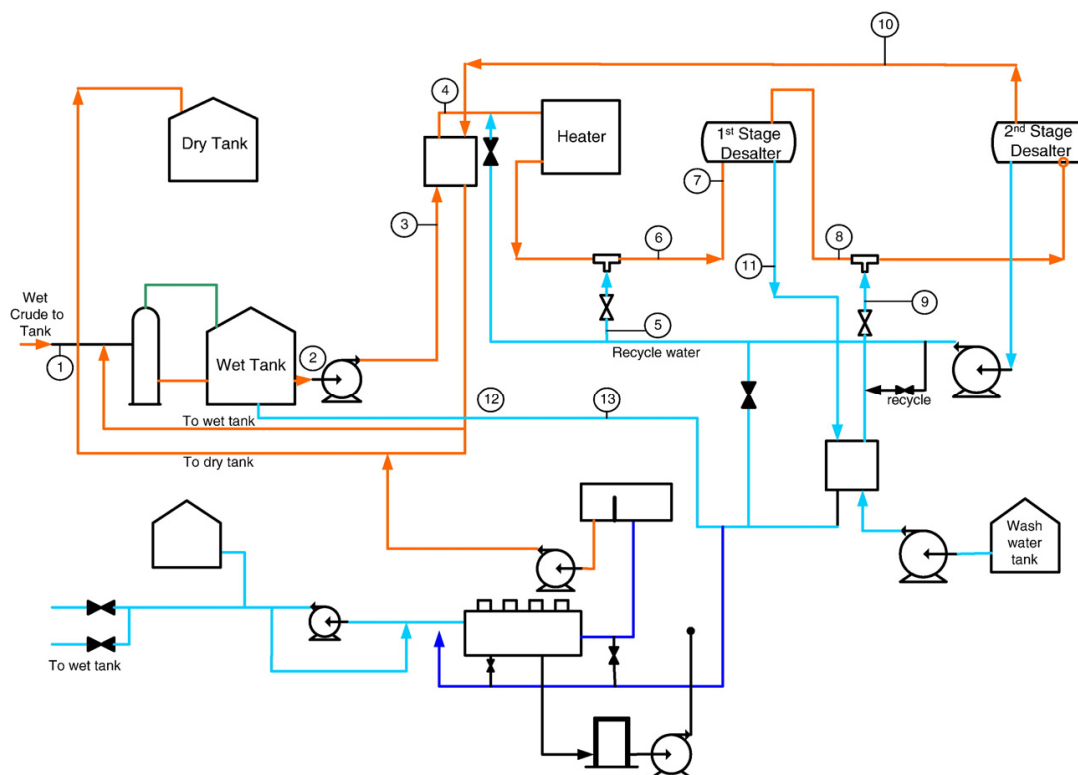 10
4
Dry Tank
Heater
1st Stage
Desalter
2nd Stage
Desalter
7
3
6
8
11
9
Wet
Crude to
Tank
5
1
2
Wet Tank
Recycle water
recycle
12
13
To wet tank
To dry tank
Wash
water
tank
To wet tank